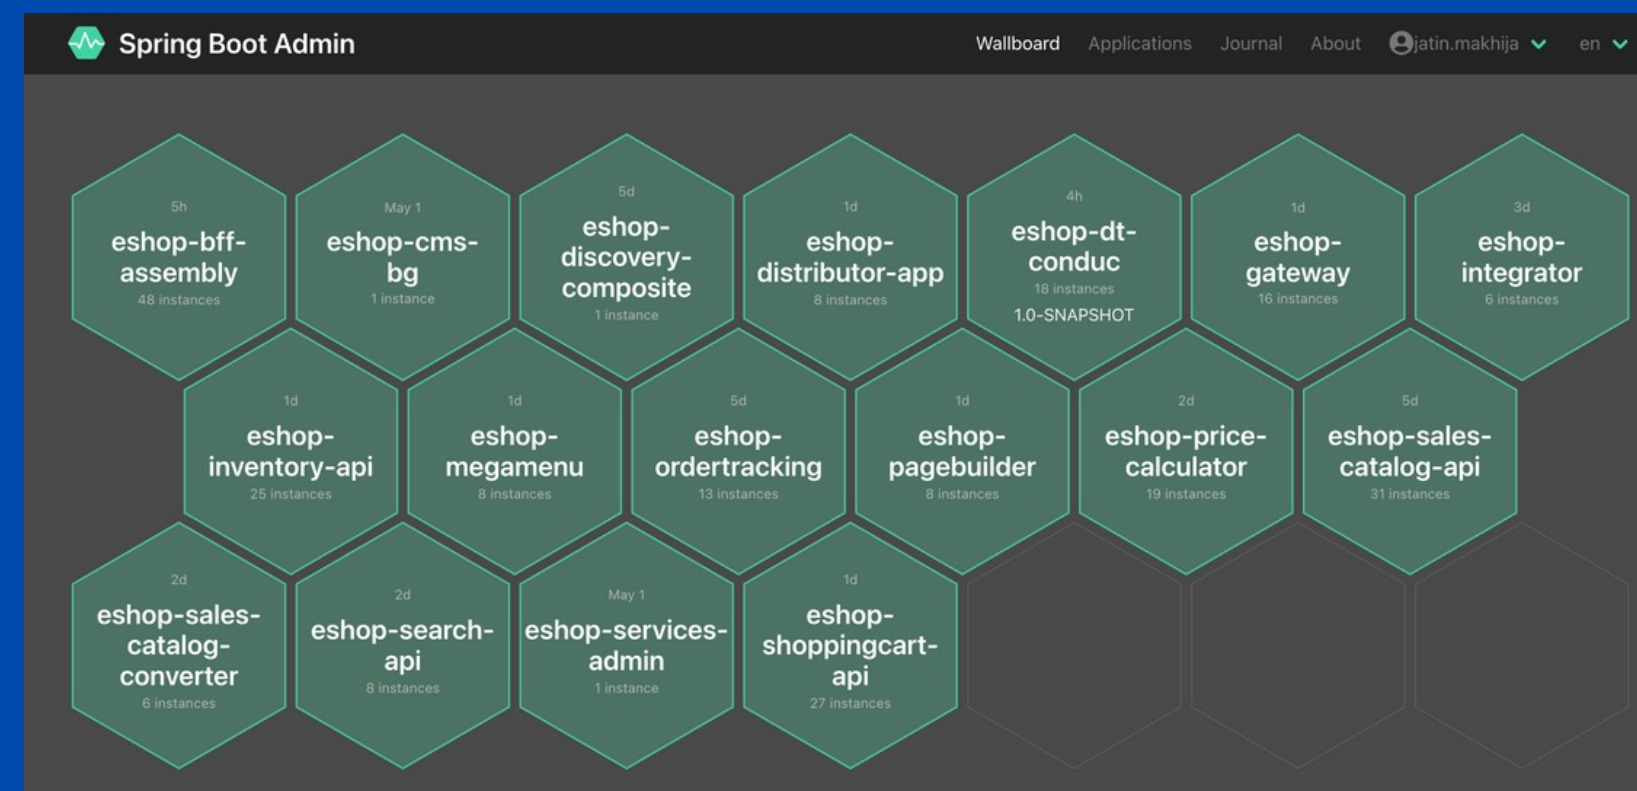 Spring Boot Admin
Wallboard Applications Journal About jatin.makhija en
5h
eshop-bff-
assembly
48 instances
May 1
eshop-cms-
bg
1 instance
5d
eshop-
discovery-
composite
1 instance
1d
eshop-
distributor-app
8 instances
4h
eshop-dt-
conduc
18 instances
1.0-SNAPSHOT
1d
eshop-
gateway
16 instances
3d
eshop-
integrator
6 instances
1d
eshop-
inventory-api
25 instances
1d
eshop-
megamenu
8 instances
5d
eshop-
ordertracking
13 instances
1d
eshop-
pagebuilder
8 instances
2d
eshop-price-
calculator
19 instances
5d
eshop-sales-
catalog-api
31 instances
2d
eshop-sales-
catalog-
converter
6 instances
2d
eshop-search-
api
8 instances
May 1
eshop-services-
admin
1 instance
1d
eshop-
shoppingcart-
api
27 instances